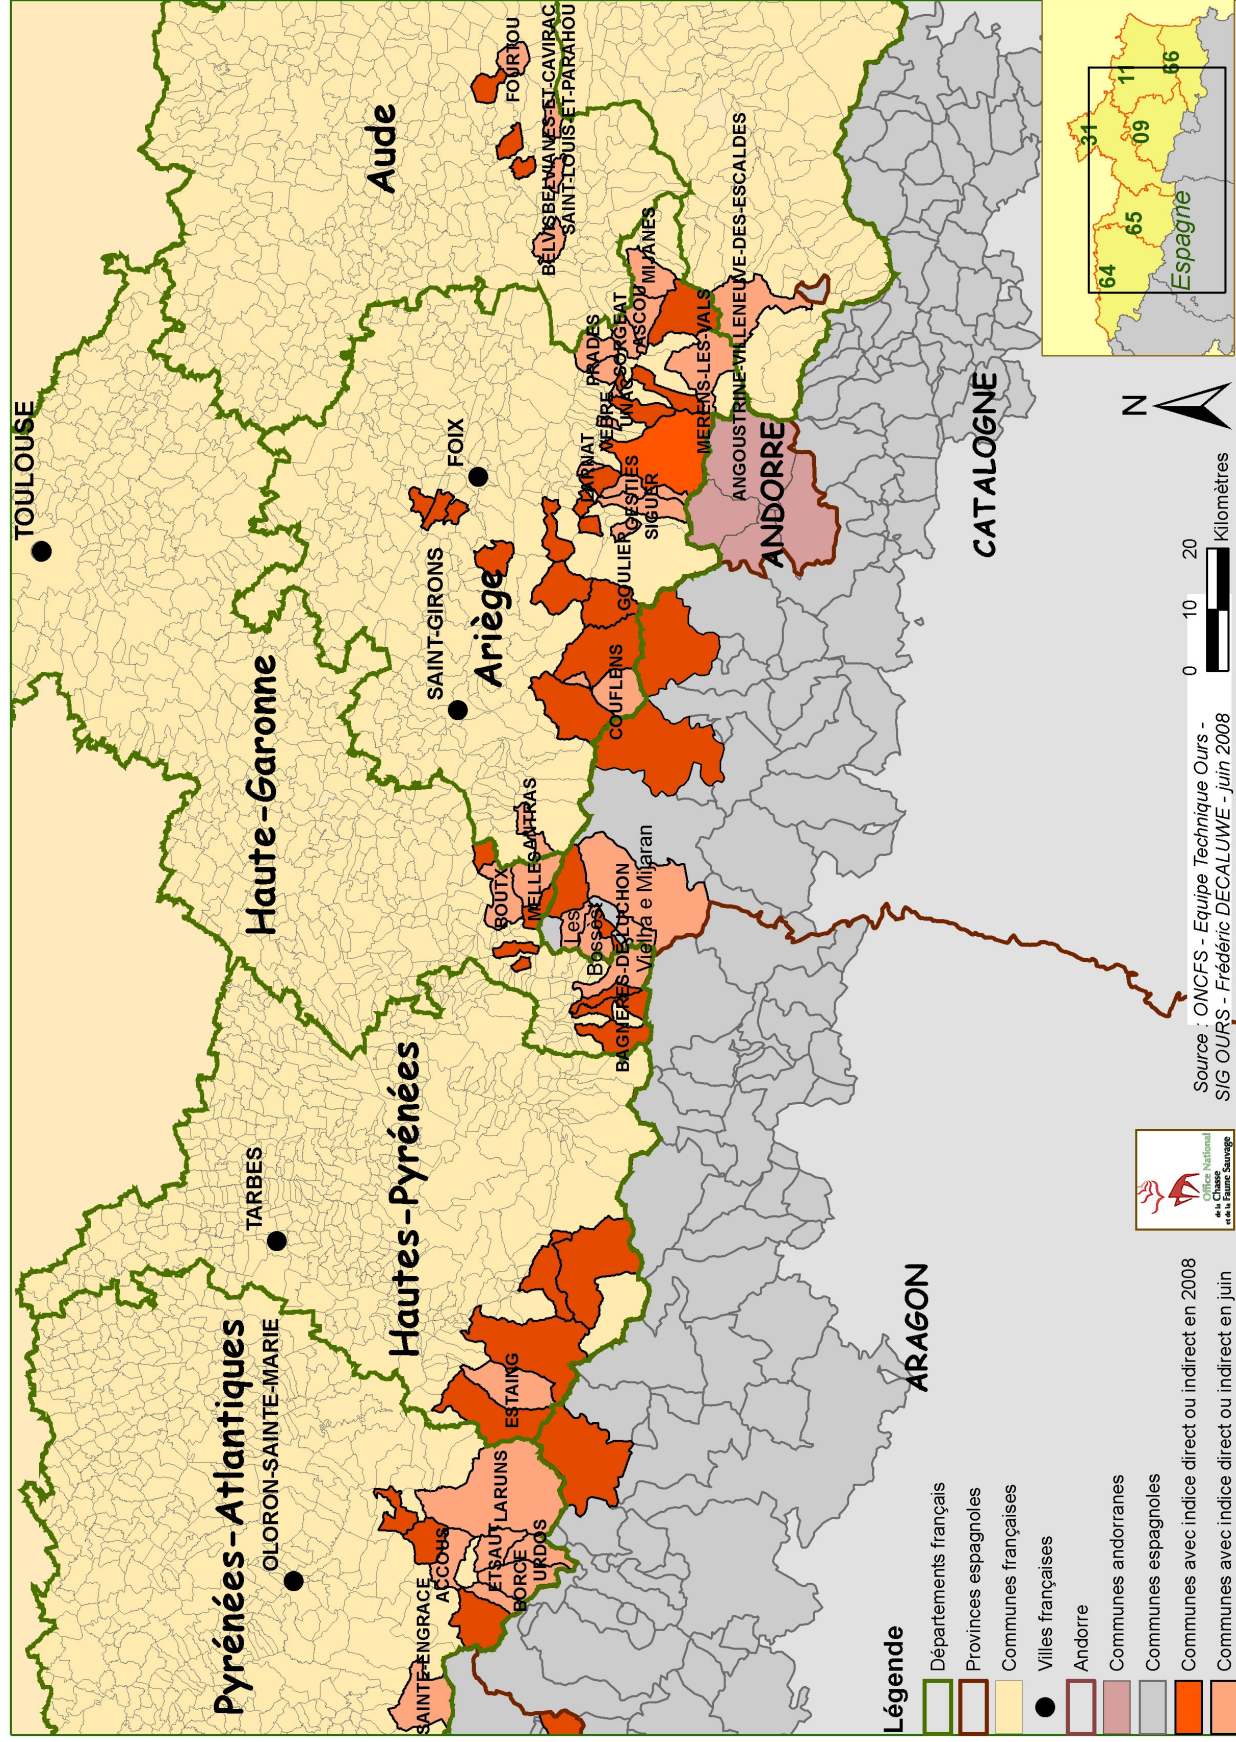 TOULOUSE
Aude
FOURTOU
BELVIS
BELVIANES-ET-CAVIRAC
SAINT-LOUIS-ET-PARAHOU
Haute-Garonne
FOIX
SAINT-GIRONS
Ariège
PRADES
MIJANES
SORGEAT
ASCOU
VEBRE
UNAC
LARNAT
MERENS-LES-VALS
ANGOUSTRINE-VILLENEUVE-DES-ESCALDES
GESTIES
SIGUER
GOULIER
COUFLENS
ANDORRE
CATALOGNE
ANTRAS
MELLES
BOUTX
Les
Bossòst
BAGNERES-DE-LUCHON
Vielha e Mijaran
Pyrénées-Atlantiques
OLORON-SAINTE-MARIE
TARBES
Hautes-Pyrénées
ESTAING
LARUNS
ETSAUT
URDOS
BORCE
ACCOUS
SAINTE-ENGRACE
ARAGON
31
11
66
09
65
64
Espagne
N
0 10 20
Kilomètres
Source : ONCFS - Equipe Technique Ours -
SIG OURS - Frédéric DECALUWE - juin 2008
Office National
de la Chasse
et de la Faune Sauvage
Légende
Départements français
Provinces espagnoles
Communes françaises
Villes françaises
Andorre
Communes andorranes
Communes espagnoles
Communes avec indice direct ou indirect en 2008
Communes avec indice direct ou indirect en juin